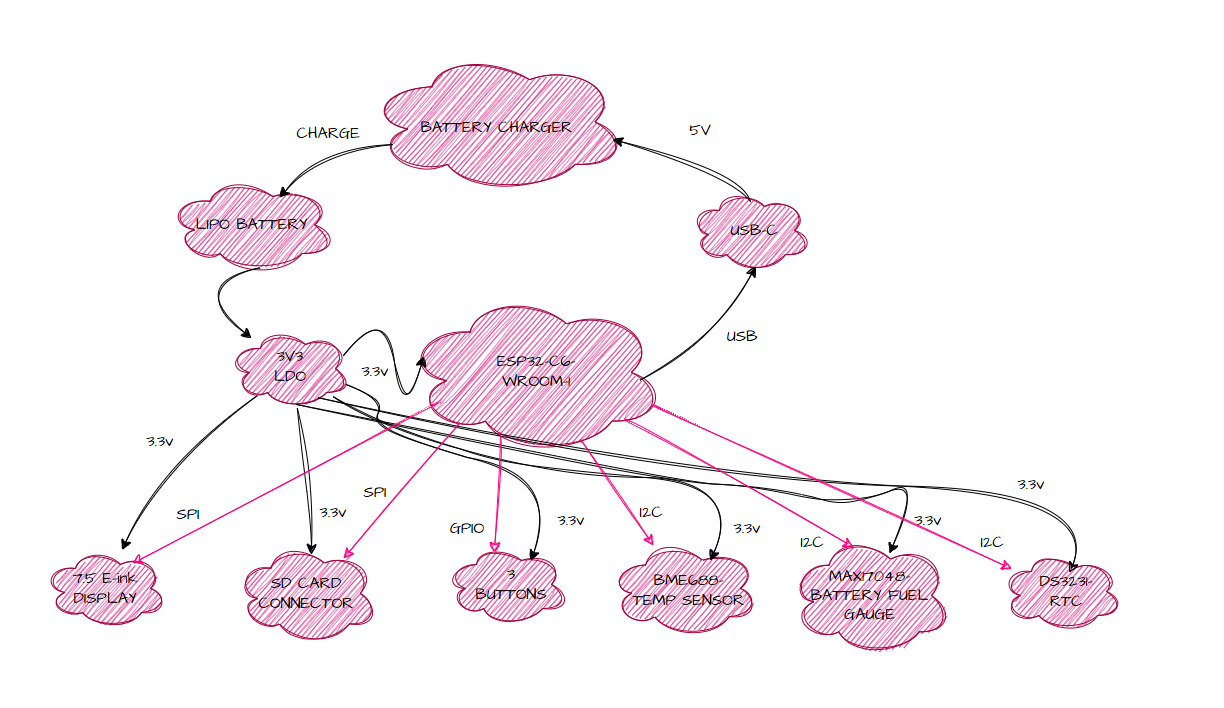 BATTERY CHARGER
CHARGE
5V
LIPO BATTERY
USB-C
USB
3V3
LDO
3.3v
ESP32-C6-
WROOM-1
3.3v
SPI
SPI
3.3v
GPIO
3.3v
I2C
3.3v
I2C
3.3v
I2C
3.3v
7.5 E-ink
DISPLAY
SD CARD
CONNECTOR
3
BUTTONS
BME688-
TEMP SENSOR
MAX17048-
BATTERY FUEL
GAUGE
DS3231-
RTC